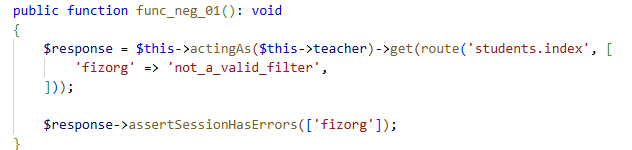 public function func_neg_01(): void
{
    $response = $this->actingAs($this->teacher)->get(route('students.index', [
        'fizorg' => 'not_a_valid_filter',
    ]));

    $response->assertSessionHasErrors(['fizorg']);
}